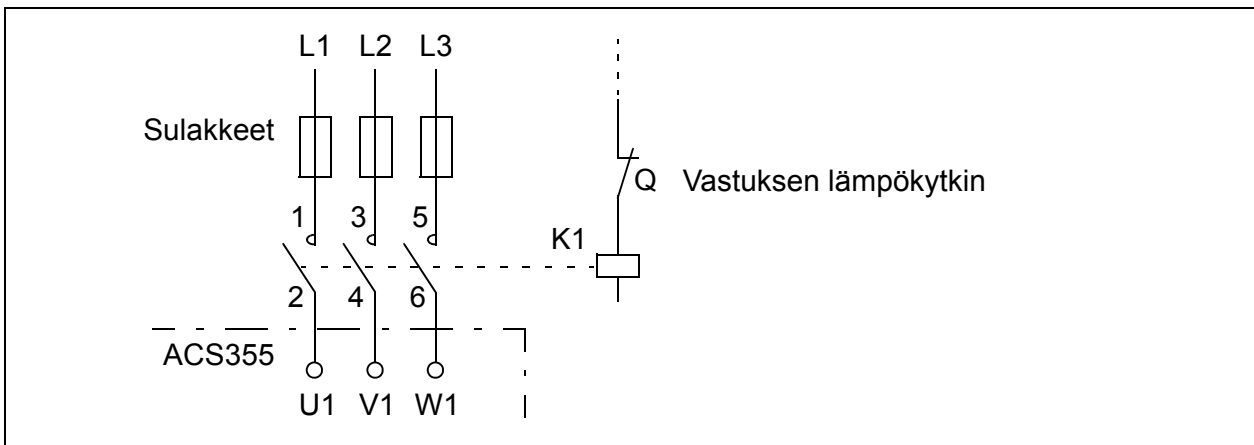 L1 L2 L3
Sulakkeet
Q Vastuksen lämpökytkin
1 3 5
K1
2 4 6
ACS355
U1 V1 W1